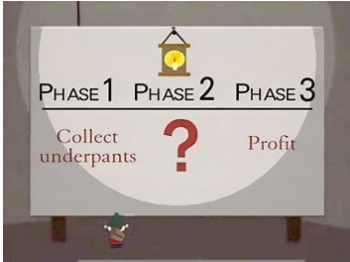 PHASE 1 PHASE 2 PHASE 3
Collect
underpants
?
Profit